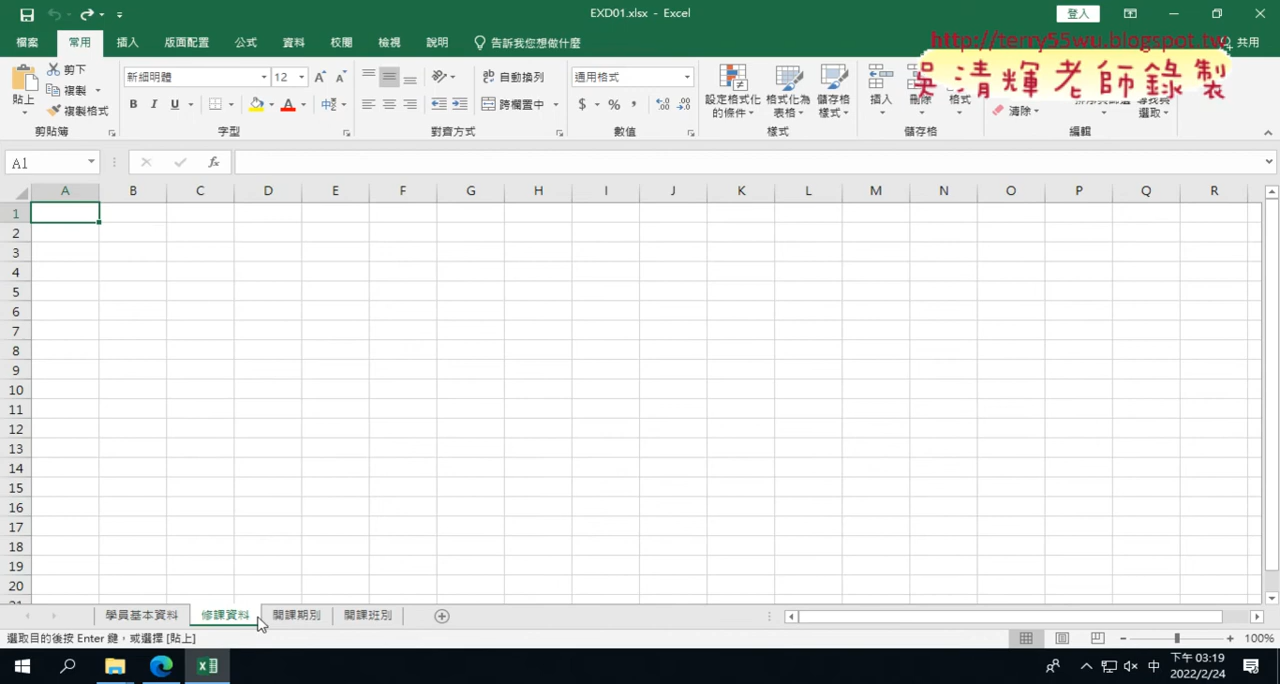 EXD01.xlsx - Excel
登入
檔案
常用
插入
版面配置
公式
資料
校閱
檢視
說明
告訴我您想做什麼
共用
http://terry55wu.blogspot.tw
吳清輝老師錄製
貼上
剪下
複製
複製格式
剪貼簿
新細明體
12
B I U
字型
自動換列
跨欄置中
對齊方式
通用格式
數值
設定格式化的條件
格式化為表格
儲存格樣式
樣式
插入
刪除
格式
儲存格
清除
選取
編輯
A1
fx
A B C D E F G H I J K L M N O P Q R
1
2
3
4
5
6
7
8
9
10
11
12
13
14
15
16
17
18
19
20
學員基本資料
修課資料
開課期別
開課班別
選取目的後按 Enter 鍵，或選擇 [貼上]
100%
中
下午 03:19
2022/2/24